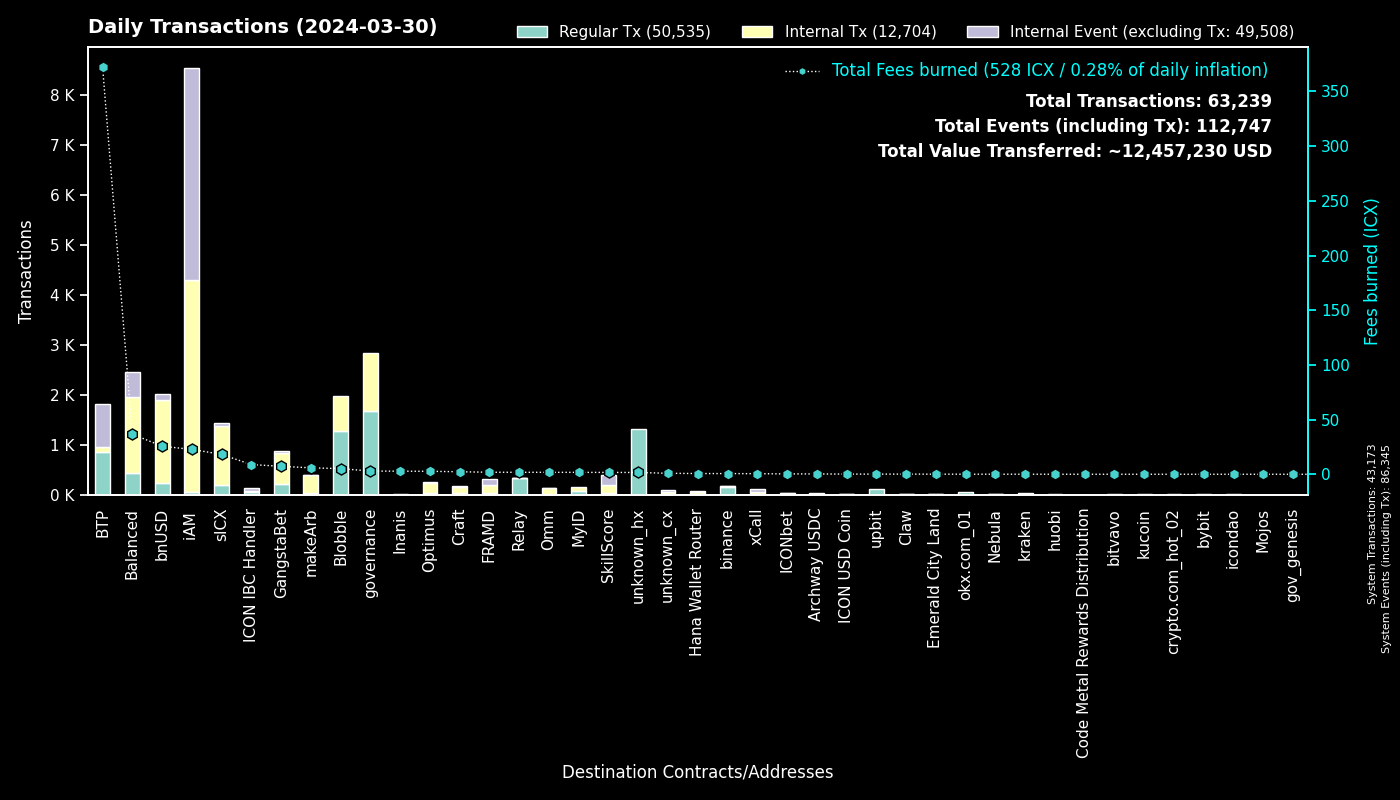 Daily Transactions (2024-03-30)
Regular Tx (50,535)
Internal Tx (12,704)
Internal Event (excluding Tx: 49,508)
Total Fees burned (528 ICX / 0.28% of daily inflation)
Total Transactions: 63,239
Total Events (including Tx): 112,747
Total Value Transferred: ~12,457,230 USD
Transactions
8 K
7 K
6 K
5 K
4 K
3 K
2 K
1 K
0 K
350
300
250
200
150
100
50
0
Fees burned (ICX)
BTP
Balanced
bnUSD
iAM
sICX
ICON IBC Handler
GangstaBet
makeArb
Blobble
governance
Inanis
Optimus
Craft
FRAMD
Relay
Omm
MyID
SkillScore
unknown_hx
unknown_cx
Hana Wallet Router
binance
xCall
ICONbet
Archway USDC
ICON USD Coin
upbit
Claw
Emerald City Land
okx.com_01
Nebula
kraken
huobi
Code Metal Rewards Distribution
bitvavo
kucoin
crypto.com_hot_02
bybit
icondao
Mojos
gov_genesis
Destination Contracts/Addresses
System Transactions: 43,173
System Events (including Tx): 86,345